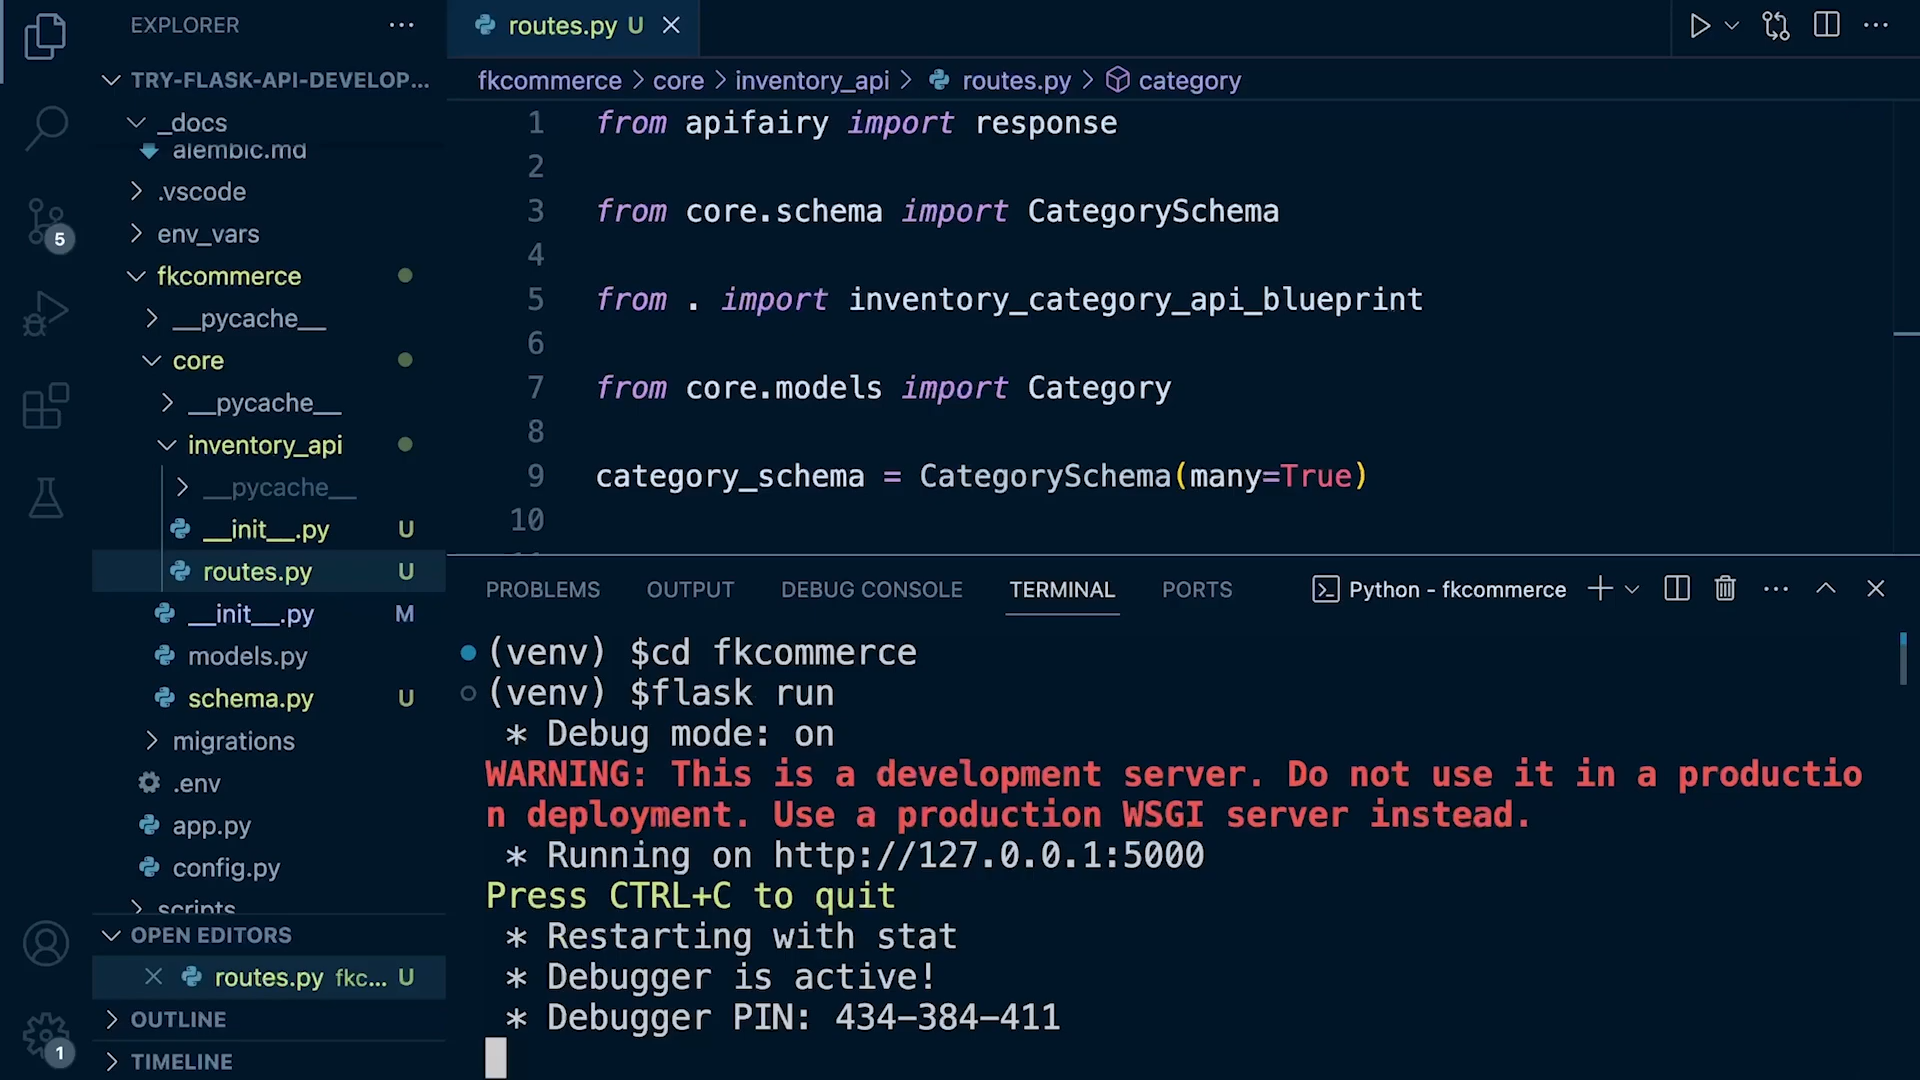 EXPLORER
TRY-FLASK-API-DEVELOP...
_docs
alembic.md
.vscode
env_vars
fkcommerce
__pycache__
core
__pycache__
inventory_api
__pycache__
__init__.py U
routes.py U
__init__.py M
models.py
schema.py U
migrations
.env
app.py
config.py
scripts
OPEN EDITORS
routes.py fkc... U
OUTLINE
TIMELINE
5
1
routes.py U
fkcommerce > core > inventory_api > routes.py > category
1 from apifairy import response
2
3 from core.schema import CategorySchema
4
5 from . import inventory_category_api_blueprint
6
7 from core.models import Category
8
9 category_schema = CategorySchema(many=True)
10
PROBLEMS OUTPUT DEBUG CONSOLE TERMINAL PORTS Python - fkcommerce
(venv) $cd fkcommerce
(venv) $flask run
* Debug mode: on
WARNING: This is a development server. Do not use it in a productio
n deployment. Use a production WSGI server instead.
* Running on http://127.0.0.1:5000
Press CTRL+C to quit
* Restarting with stat
* Debugger is active!
* Debugger PIN: 434-384-411